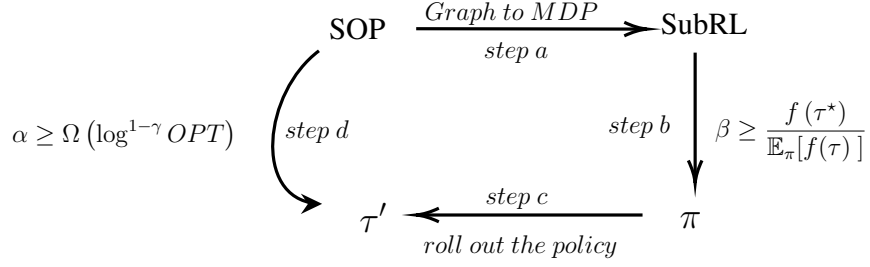 Graph to MDP
SOP
SubRL
step a
α ≥ Ω (log^{1−γ} OPT)
step d
step b
β ≥ f (τ⋆) / 𝔼_π[f(τ) ]
step c
τ′
π
roll out the policy